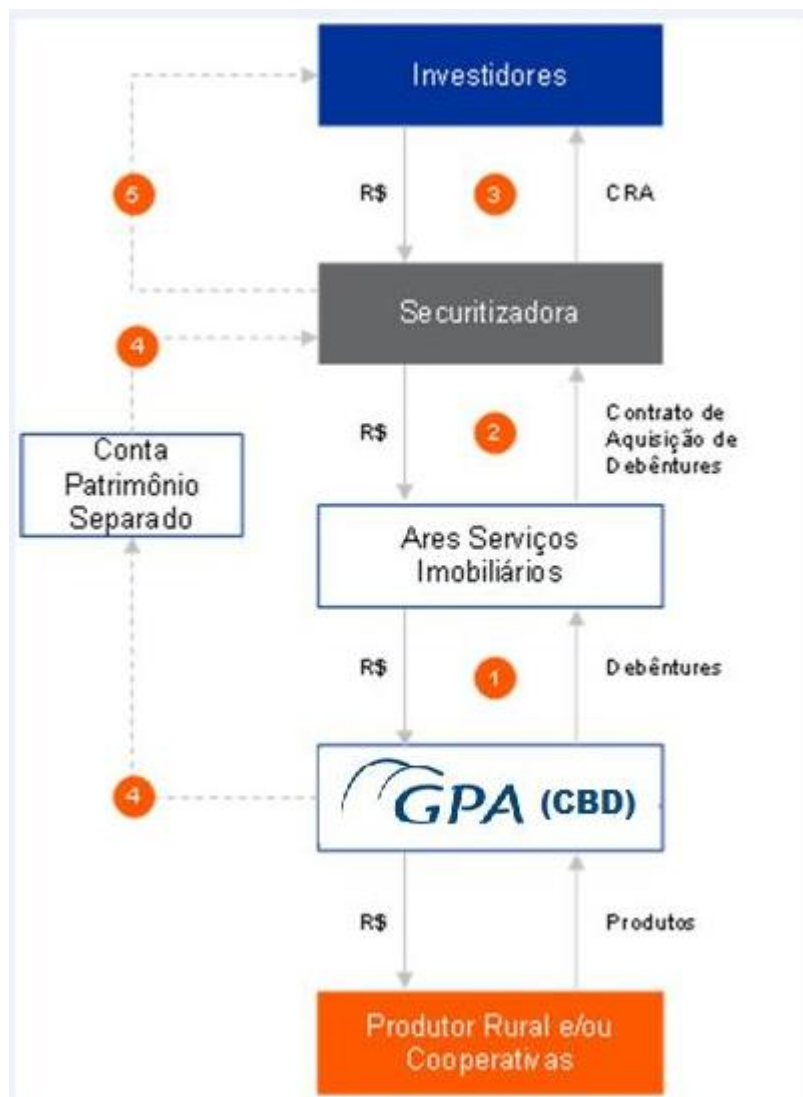 Investidores
5
R$
3
CRA
Securitizadora
4
R$
2
Contrato de
Aquisição de
Debêntures
Conta
Patrimônio
Separado
Ares Serviços
Imobiliários
R$
1
Debêntures
4
GPA (CBD)
R$
Produtos
Produtor Rural e/ou
Cooperativas